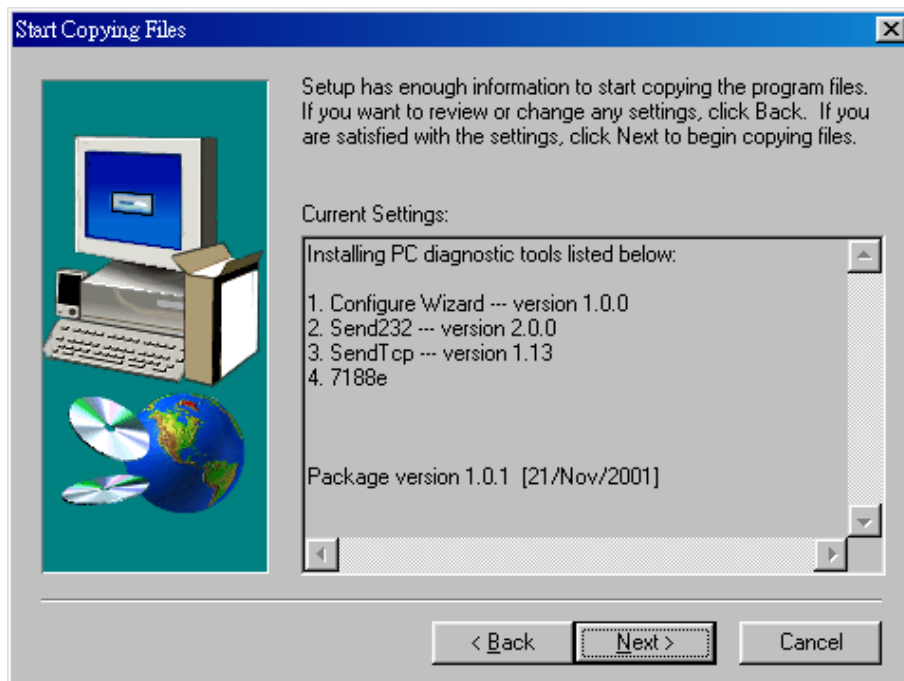 Start Copying Files
Setup has enough information to start copying the program files.
If you want to review or change any settings, click Back.  If you
are satisfied with the settings, click Next to begin copying files.
Current Settings:
Installing PC diagnostic tools listed below:
1. Configure Wizard --- version 1.0.0
2. Send232 --- version 2.0.0
3. SendTcp --- version 1.13
4. 7188e
Package version 1.0.1  [21/Nov/2001]
< Back
Next >
Cancel